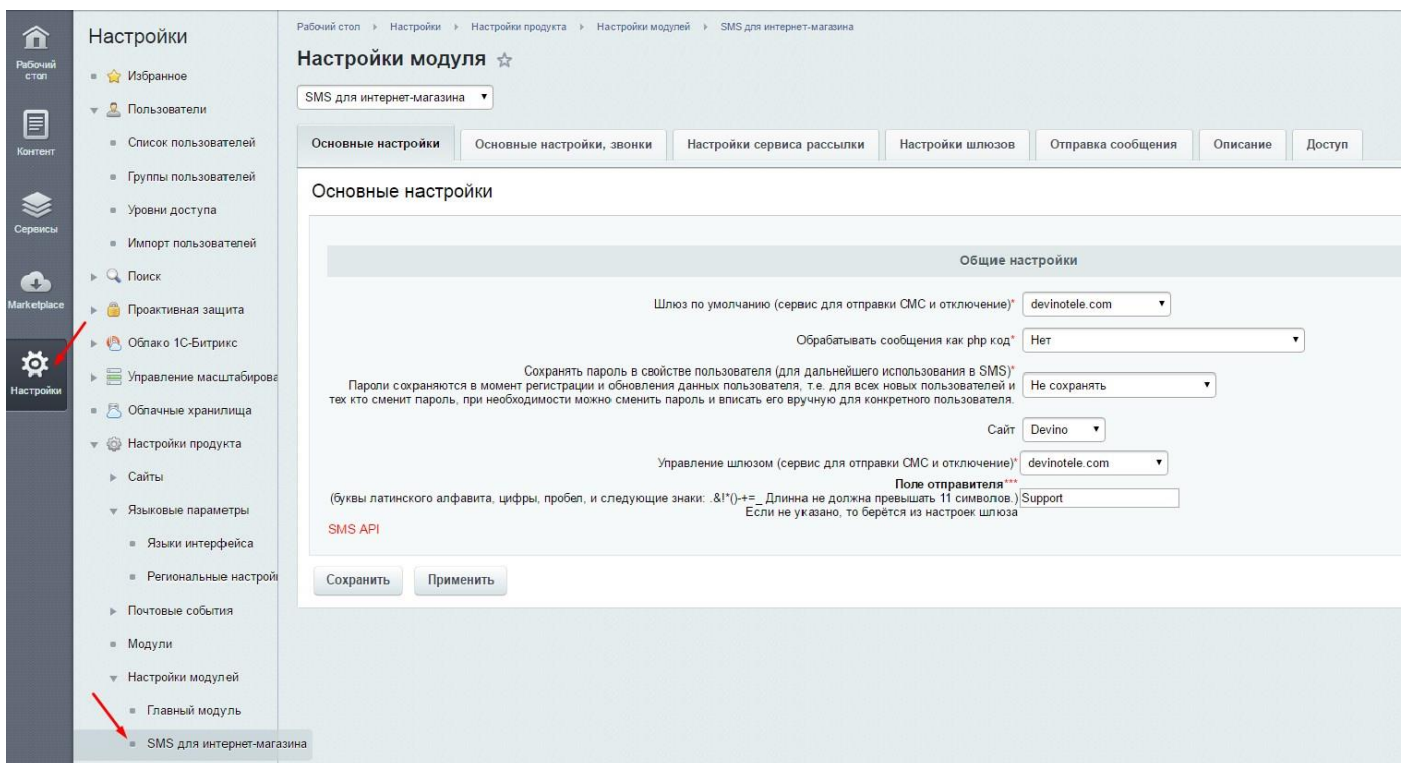 Рабочий
стол
Контент
Сервисы
Marketplace
Настройки
Настройки
Избранное
Пользователи
Список пользователей
Группы пользователей
Уровни доступа
Импорт пользователей
Поиск
Проактивная защита
Облако 1С-Битрикс
Управление масштабирова
Облачные хранилища
Настройки продукта
Сайты
Языковые параметры
Языки интерфейса
Региональные настрой
Почтовые события
Модули
Настройки модулей
Главный модуль
SMS для интернет-магазина
Рабочий стол Настройки Настройки продукта Настройки модулей SMS для интернет-магазина
Настройки модуля
SMS для интернет-магазина
Основные настройки Основные настройки, звонки Настройки сервиса рассылки Настройки шлюзов Отправка сообщения Описание Доступ
Основные настройки
Общие настройки
Шлюз по умолчанию (сервис для отправки СМС и отключение)* devinotele.com
Обрабатывать сообщения как php код* Нет
Сохранять пароль в свойстве пользователя (для дальнейшего использования в SMS)*
Пароли сохраняются в момент регистрации и обновления данных пользователя, т.е. для всех новых пользователей и
тех кто сменит пароль, при необходимости можно сменить пароль и вписать его вручную для конкретного пользователя.
Не сохранять
Сайт Devino
Управление шлюзом (сервис для отправки СМС и отключение)* devinotele.com
Поле отправителя***
(буквы латинского алфавита, цифры, пробел, и следующие знаки: .&!*()-+=_ Длинна не должна превышать 11 символов.) Support
Если не указано, то берётся из настроек шлюза
SMS API
Сохранить Применить